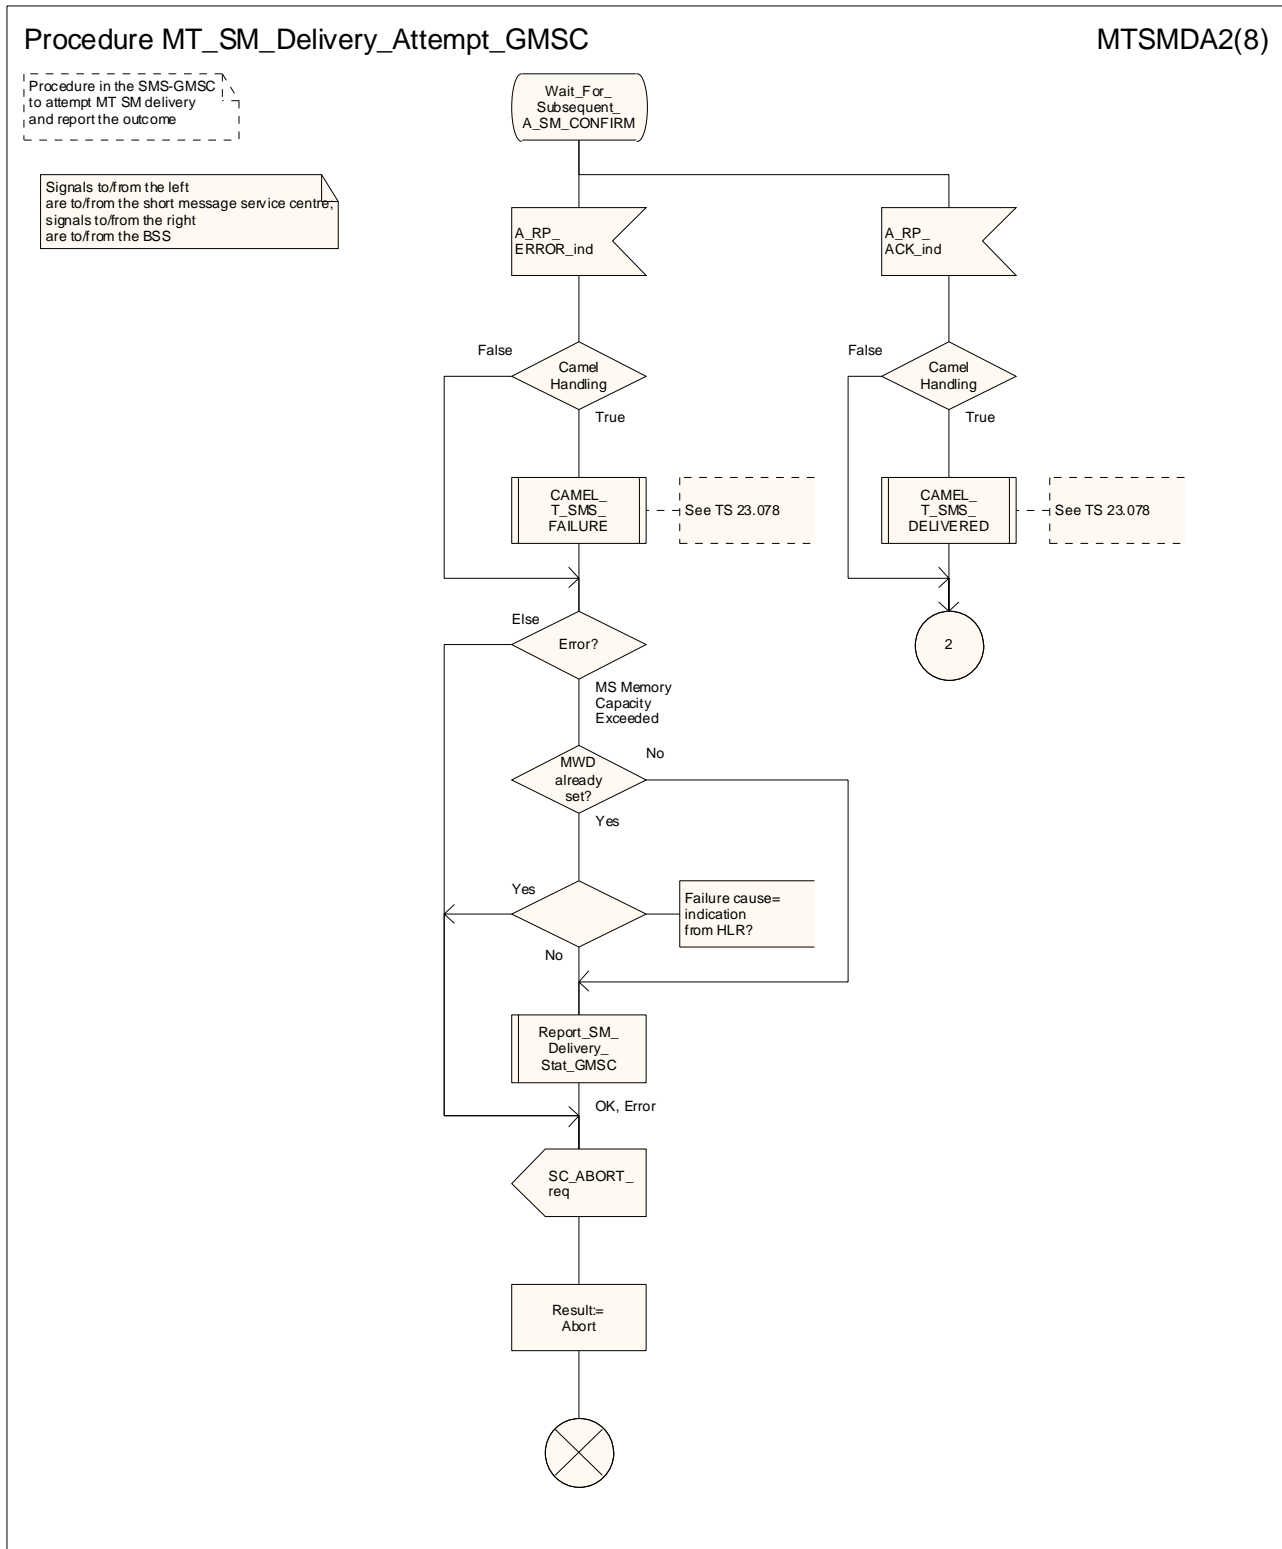 Procedure MT_SM_Delivery_Attempt_GMSC
MTSMDA2(8)
Procedure in the SMS-GMSC
to attempt MT SM delivery
and report the outcome
Signals to/from the left
are to/from the short message service centre;
signals to/from the right
are to/from the BSS
Wait_For_
Subsequent_
A_SM_CONFIRM
A_RP_
ERROR_ind
A_RP_
ACK_ind
False
Camel
Handling
True
False
Camel
Handling
True
CAMEL_
T_SMS_
FAILURE
See TS 23.078
CAMEL_
T_SMS_
DELIVERED
See TS 23.078
Else
Error?
2
MS Memory
Capacity
Exceeded
MWD
already
set?
No
Yes
Yes
Failure cause=
indication
from HLR?
No
Report_SM_
Delivery_
Stat_GMSC
OK, Error
SC_ABORT_
req
Result:=
Abort